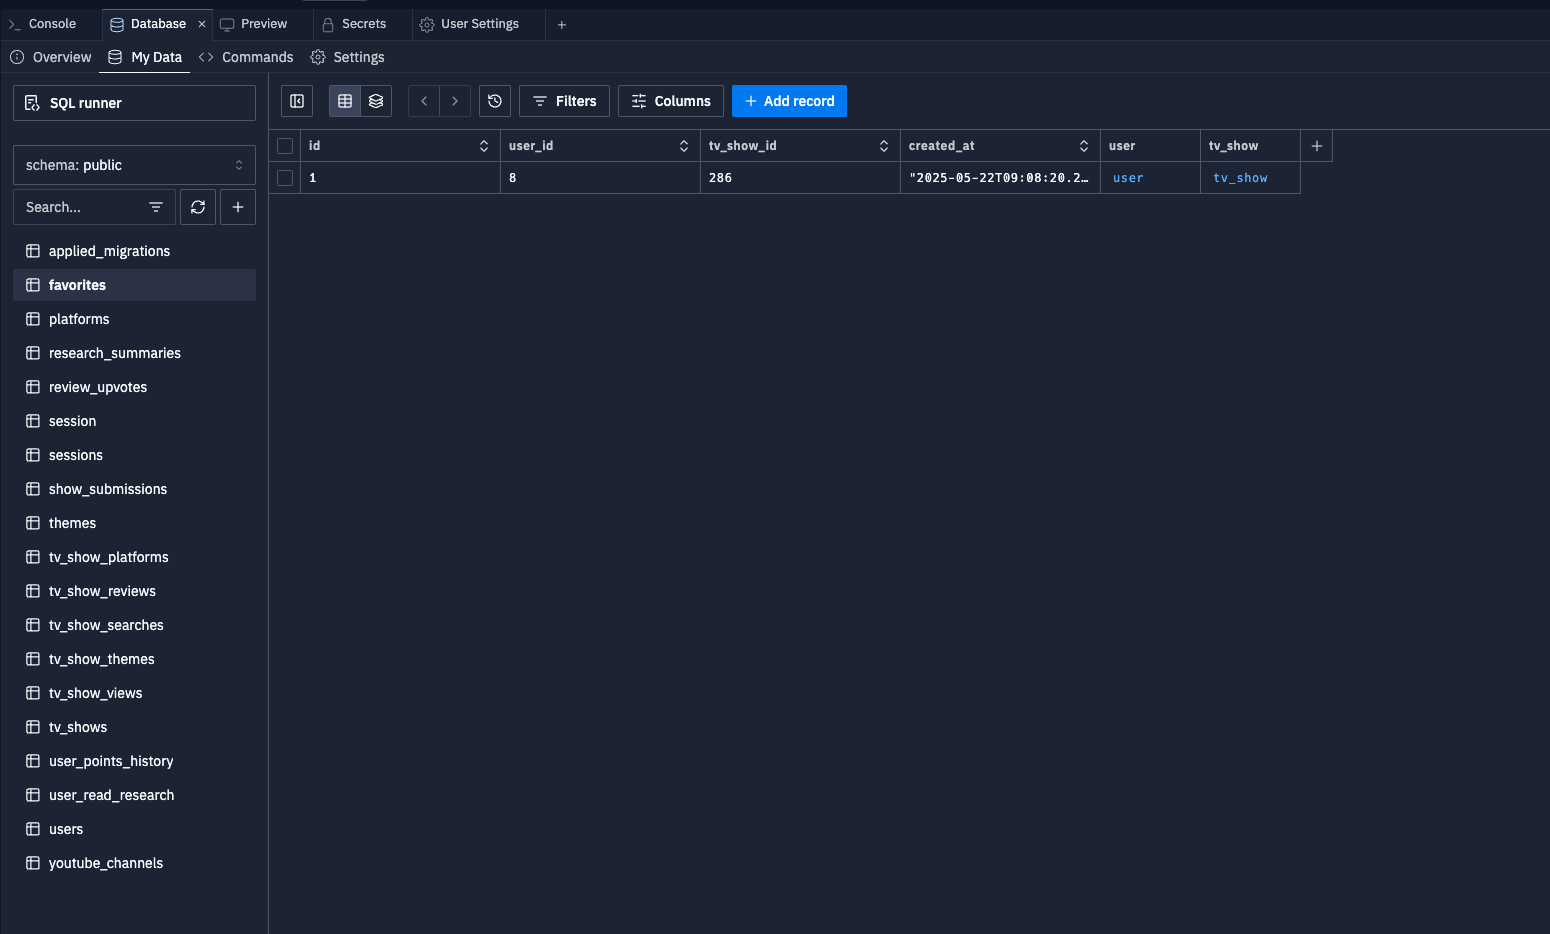 Console
Database
Preview
Secrets
User Settings
Overview
My Data
Commands
Settings
SQL runner
Filters
Columns
Add record
schema: public
Search...
applied_migrations
favorites
platforms
research_summaries
review_upvotes
session
sessions
show_submissions
themes
tv_show_platforms
tv_show_reviews
tv_show_searches
tv_show_themes
tv_show_views
tv_shows
user_points_history
user_read_research
users
youtube_channels
id user_id tv_show_id created_at user tv_show
1 8 286 "2025-05-22T09:08:20.2… user tv_show